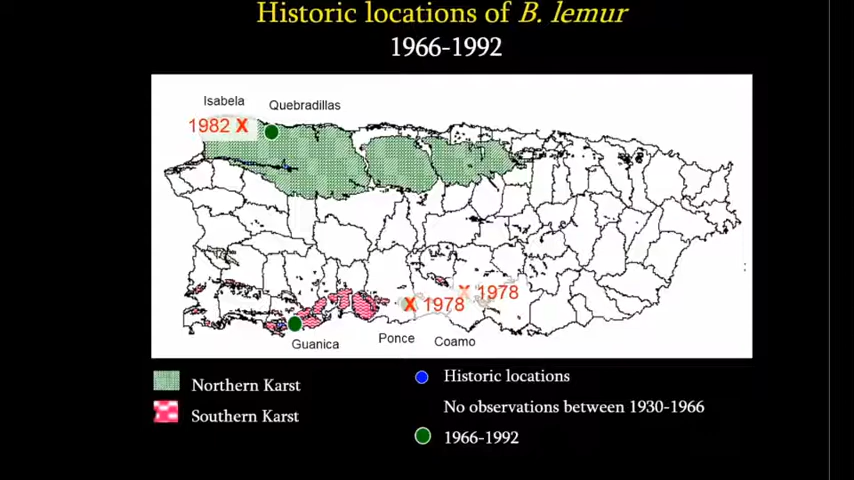 Historic locations of B. lemur
1966-1992
Isabela
Quebradillas
1982 X
X 1978
X 1978
Guanica
Ponce
Coamo
Northern Karst
Southern Karst
Historic locations
No observations between 1930-1966
1966-1992